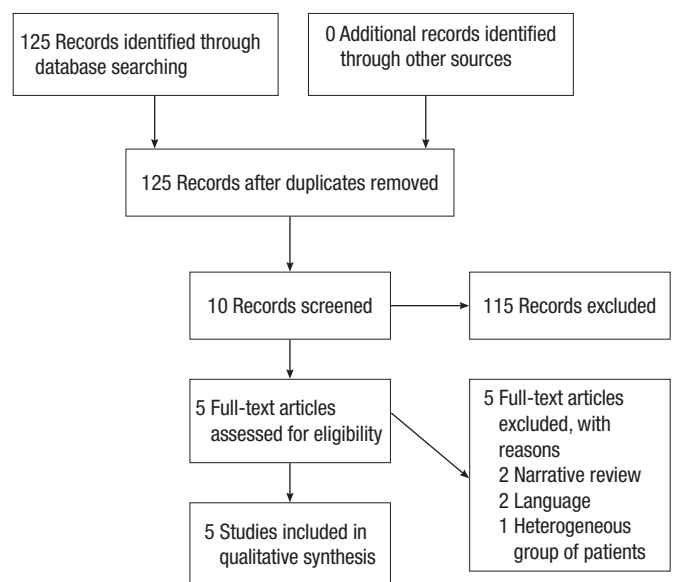 125 Records identified through
database searching
0 Additional records identified
through other sources
125 Records after duplicates removed
10 Records screened
115 Records excluded
5 Full-text articles
assessed for eligibility
5 Full-text articles
excluded, with
reasons
2 Narrative review
2 Language
1 Heterogeneous
group of patients
5 Studies included in
qualitative synthesis